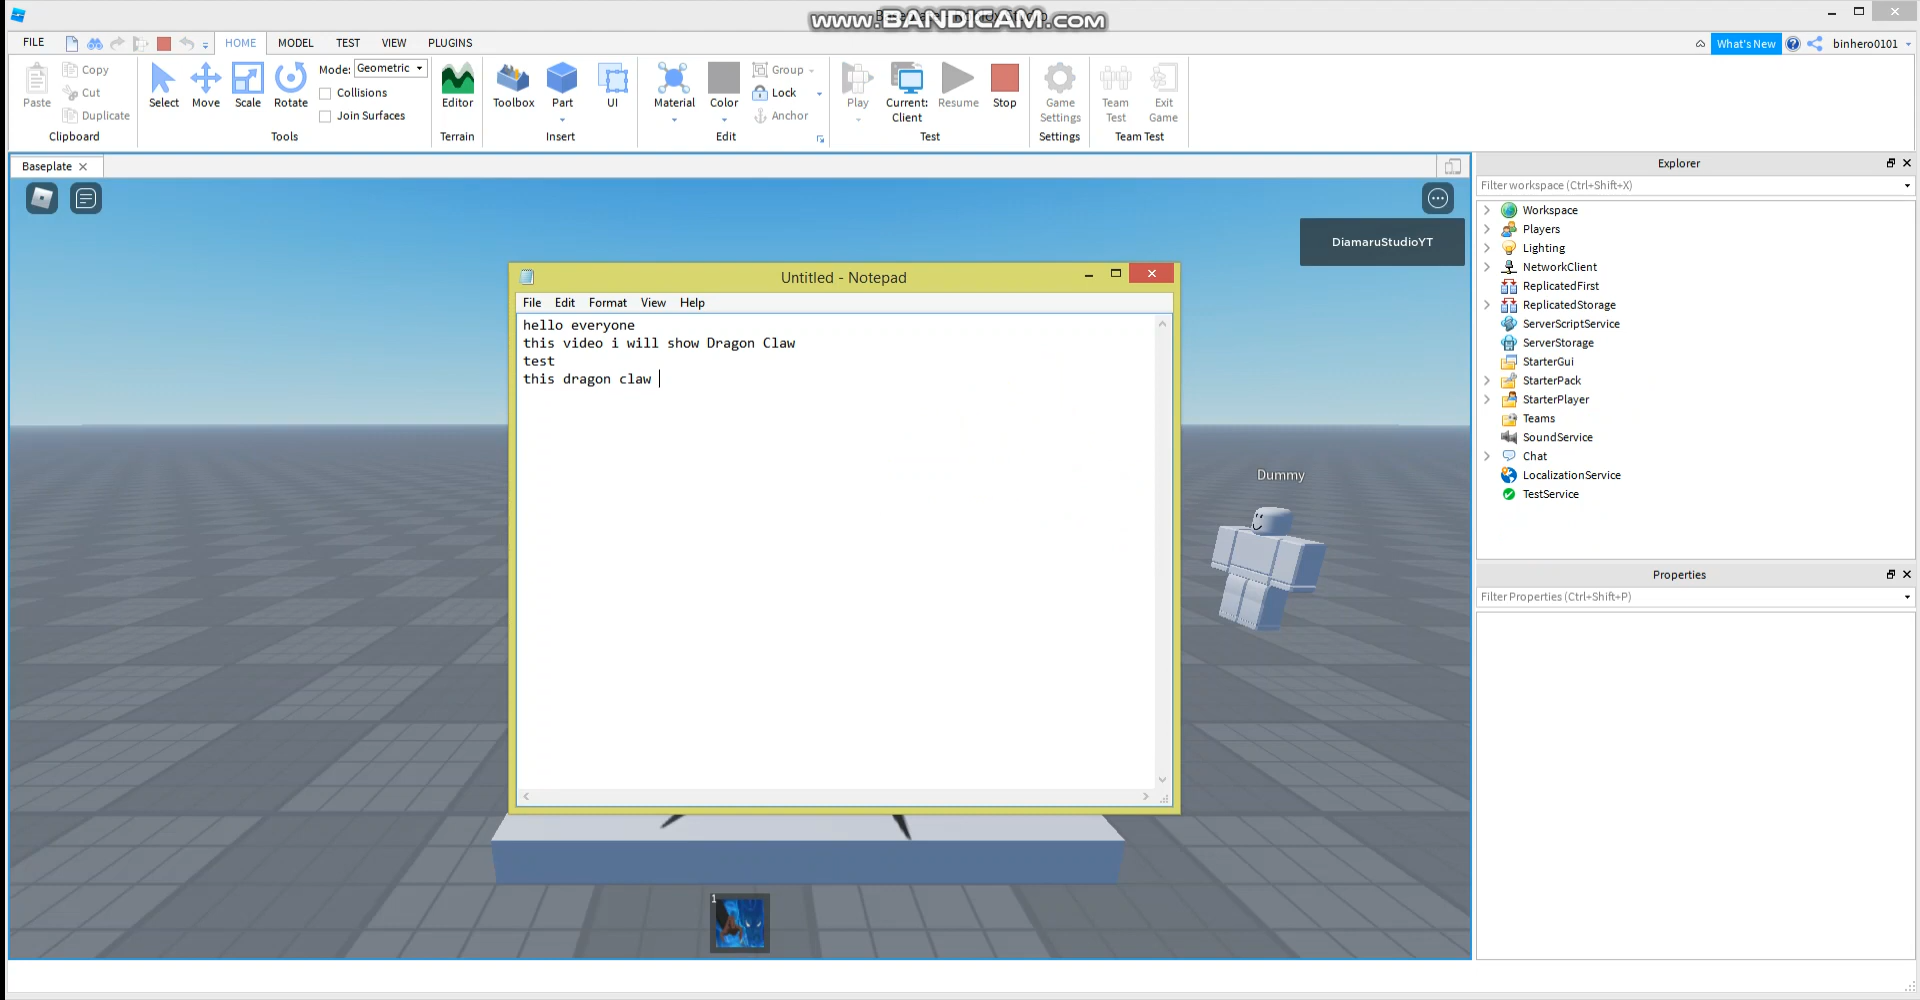 www.BANDICAM.com
FILE
HOME
MODEL
TEST
VIEW
PLUGINS
What's New
binhero0101
Paste
Copy
Cut
Duplicate
Clipboard
Select
Move
Scale
Rotate
Mode: Geometric
Collisions
Join Surfaces
Tools
Editor
Terrain
Toolbox
Part
UI
Insert
Material
Color
Group
Lock
Anchor
Edit
Play
Current: Client
Resume
Stop
Test
Game Settings
Settings
Team Test
Exit Game
Team Test
Baseplate
DiamaruStudioYT
Untitled - Notepad
File Edit Format View Help
hello everyone
this video i will show Dragon Claw
test
this dragon claw
Dummy
1
Explorer
Filter workspace (Ctrl+Shift+X)
Workspace
Players
Lighting
NetworkClient
ReplicatedFirst
ReplicatedStorage
ServerScriptService
ServerStorage
StarterGui
StarterPack
StarterPlayer
Teams
SoundService
Chat
LocalizationService
TestService
Properties
Filter Properties (Ctrl+Shift+P)